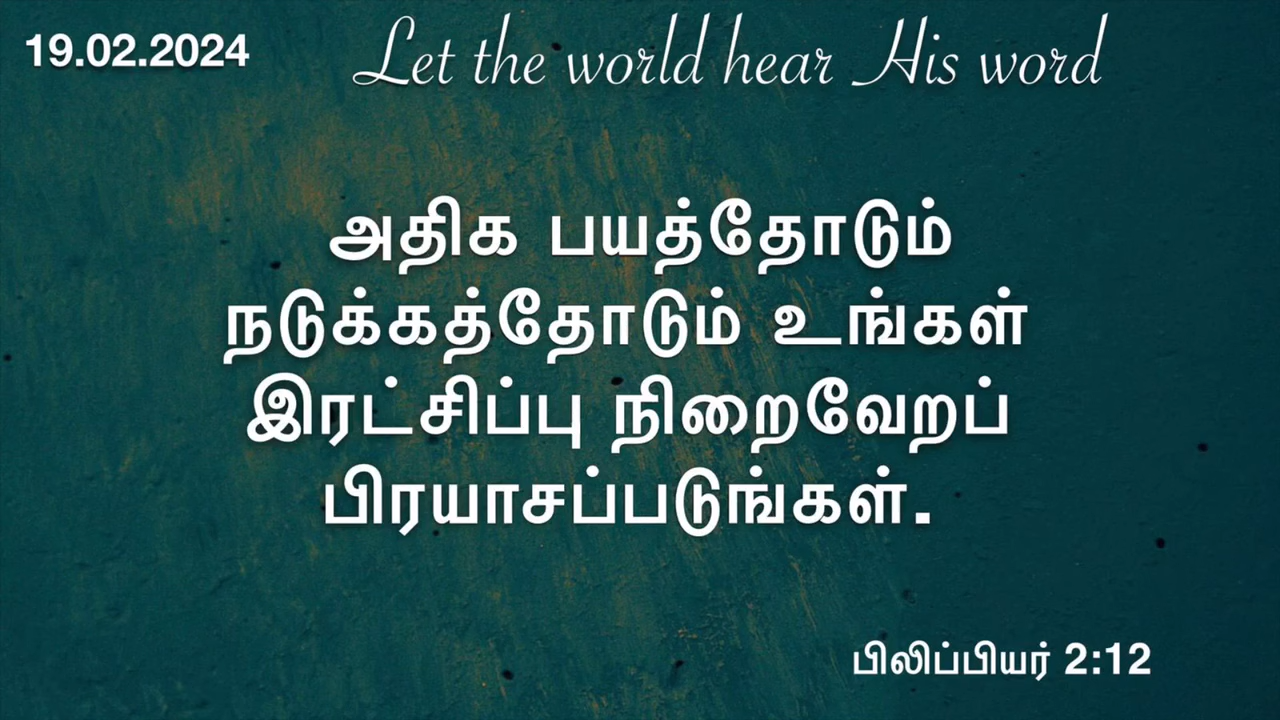 19.02.2024
Let the world hear His word
அதிக பயத்தோடும்
நடுக்கத்தோடும் உங்கள்
இரட்சிப்பு நிறைவேறப்
பிரயாசப்படுங்கள்.
பிலிப்பியர் 2:12